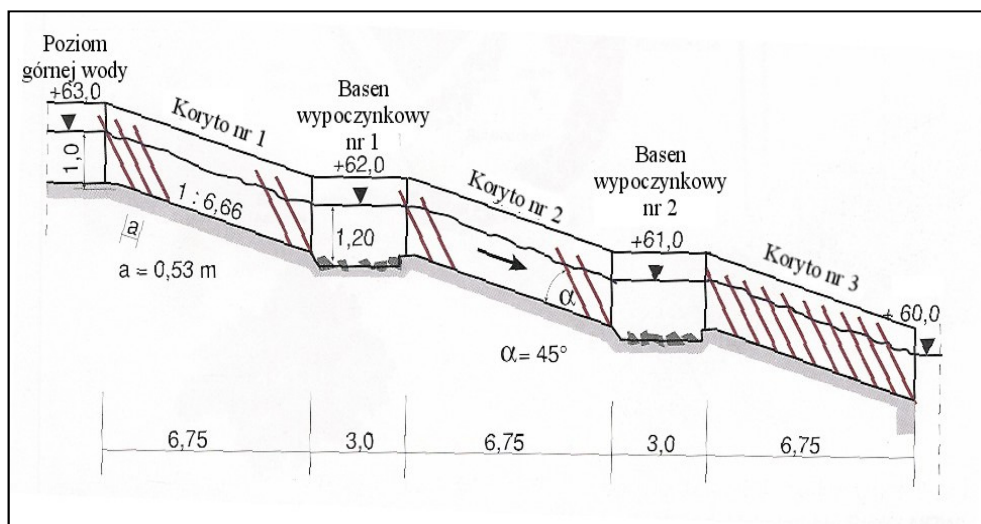 Poziom
górnej wody
+63,0
1,0
Koryto nr 1
1 : 6,66
a
a = 0,53 m
Basen
wypoczynkowy
nr 1
+62,0
1,20
Koryto nr 2
α
α = 45°
Basen
wypoczynkowy
nr 2
+61,0
Koryto nr 3
+ 60,0
6,75
3,0
6,75
3,0
6,75